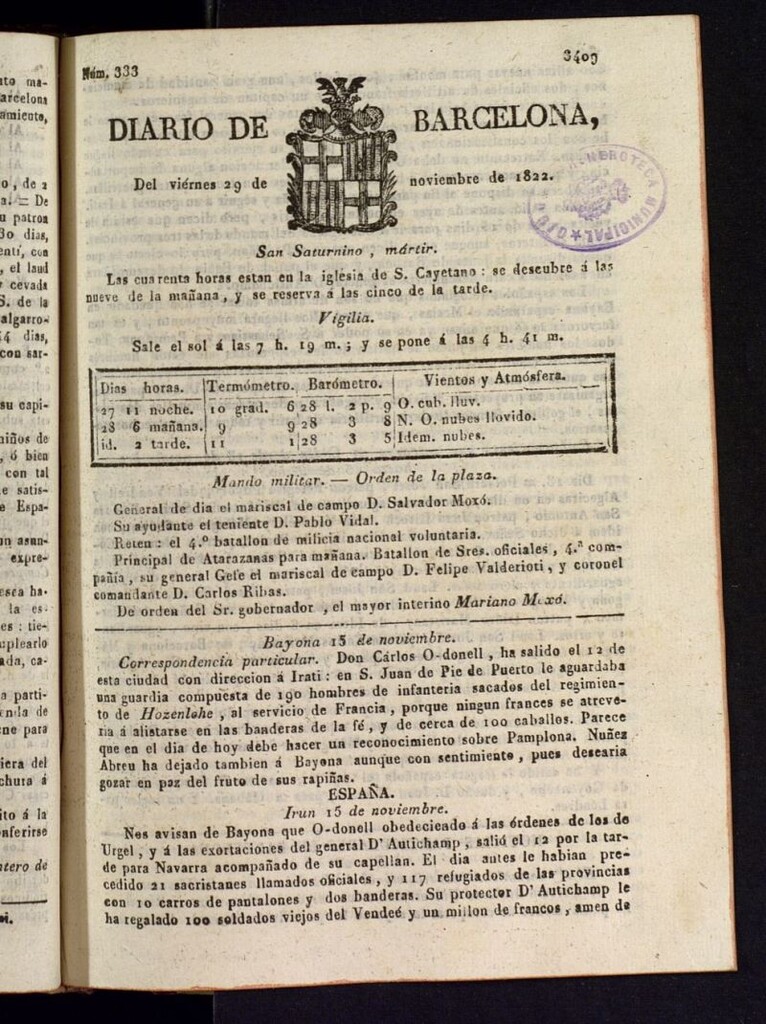 Núm. 333
3409
DIARIO DE BARCELONA,
Del viérnes 29 de noviembre de 1822.
HEMEROTECA MUNICIPAL
San Saturnino, mártir.
Las cuarenta horas estan en la iglesia de S. Cayetano: se descubre á las
nueve de la mañana, y se reserva á las cinco de la tarde.
Vigilia.
Sale el sol á las 7 h. 19 m.; y se pone á las 4 h. 41 m.
Dias horas. Termómetro. Barómetro. Vientos y Atmósfera.
27 11 noche. 10 grad. 6 28 l. 2 p. 9 O. cub. lluv.
28 6 mañana. 9 9 28 3 8 N. O. nubes llovido.
id. 2 tarde. 11 1 28 3 5 Idem. nubes.
Mando militar. — Orden de la plaza.
General de dia el mariscal de campo D. Salvador Moxó.
Su ayudante el teniente D. Pablo Vidal.
Reten: el 4.º batallon de milicia nacional voluntaria.
Principal de Atarazanas para mañana. Batallon de Sres. oficiales, 4.ª com-
pañia, su general Gefe el mariscal de campo D. Felipe Valderioti, y coronel
comandante D. Carlos Ribas.
De orden del Sr. gobernador, el mayor interino Mariano Moxó.
Bayona 15 de noviembre.
Correspondencia particular. Don Cárlos O-donell, ha salido el 12 de
esta ciudad con direccion á Irati: en S. Juan de Pie de Puerto le aguardaba
una guardia compuesta de 190 hombres de infanteria sacados del regimien-
to de Hozenlohe, al servicio de Francia, porque ningun frances se atreve-
ria á alistarse en las banderas de la fé, y de cerca de 100 caballos. Parece
que en el dia de hoy debe hacer un reconocimiento sobre Pamplona. Nuñez
Abreu ha dejado tambien á Bayona aunque con sentimiento, pues desearia
gozar en paz del fruto de sus rapiñas.
ESPAÑA.
Irun 15 de noviembre.
Nos avisan de Bayona que O-donell obedeciendo á las órdenes de los de
Urgel, y á las exortaciones del general D'Autichamp, salió el 12 por la tar-
de para Navarra acompañado de su capellan. El dia antes le habian pre-
cedido 21 sacristanes llamados oficiales, y 117 refugiados de las provincias
con 10 carros de pantalones y dos banderas. Su protector D'Autichamp le
ha regalado 100 soldados viejos del Vendeé y un millon de francos, amen de